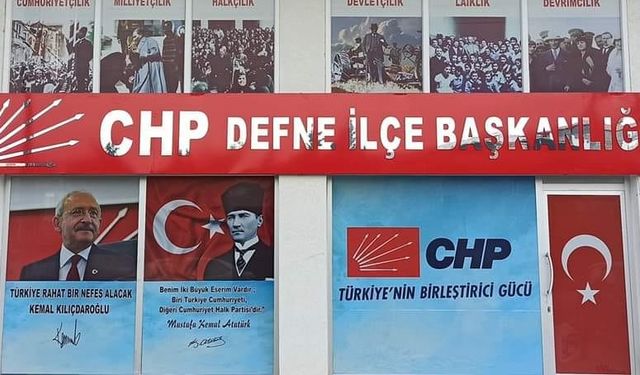 CUMHURİYETÇİLİK
MİLLİYETÇİLİK
HALKÇILIK
DEVLETÇİLİK
LAİKLİK
DEVRİMCİLİK
CHP DEFNE İLÇE BAŞKANLIĞ
TÜRKİYE RAHAT BİR NEFES ALACAK
KEMAL KILIÇDAROĞLU
Benim İki Büyük Eserim Vardır,
Biri Türkiye Cumhuriyeti,
Diğeri Cumhuriyet Halk Partisi'dir."
Mustafa Kemal Atatürk
CHP
TÜRKİYE'NİN BİRLEŞTİRİCİ GÜCÜ